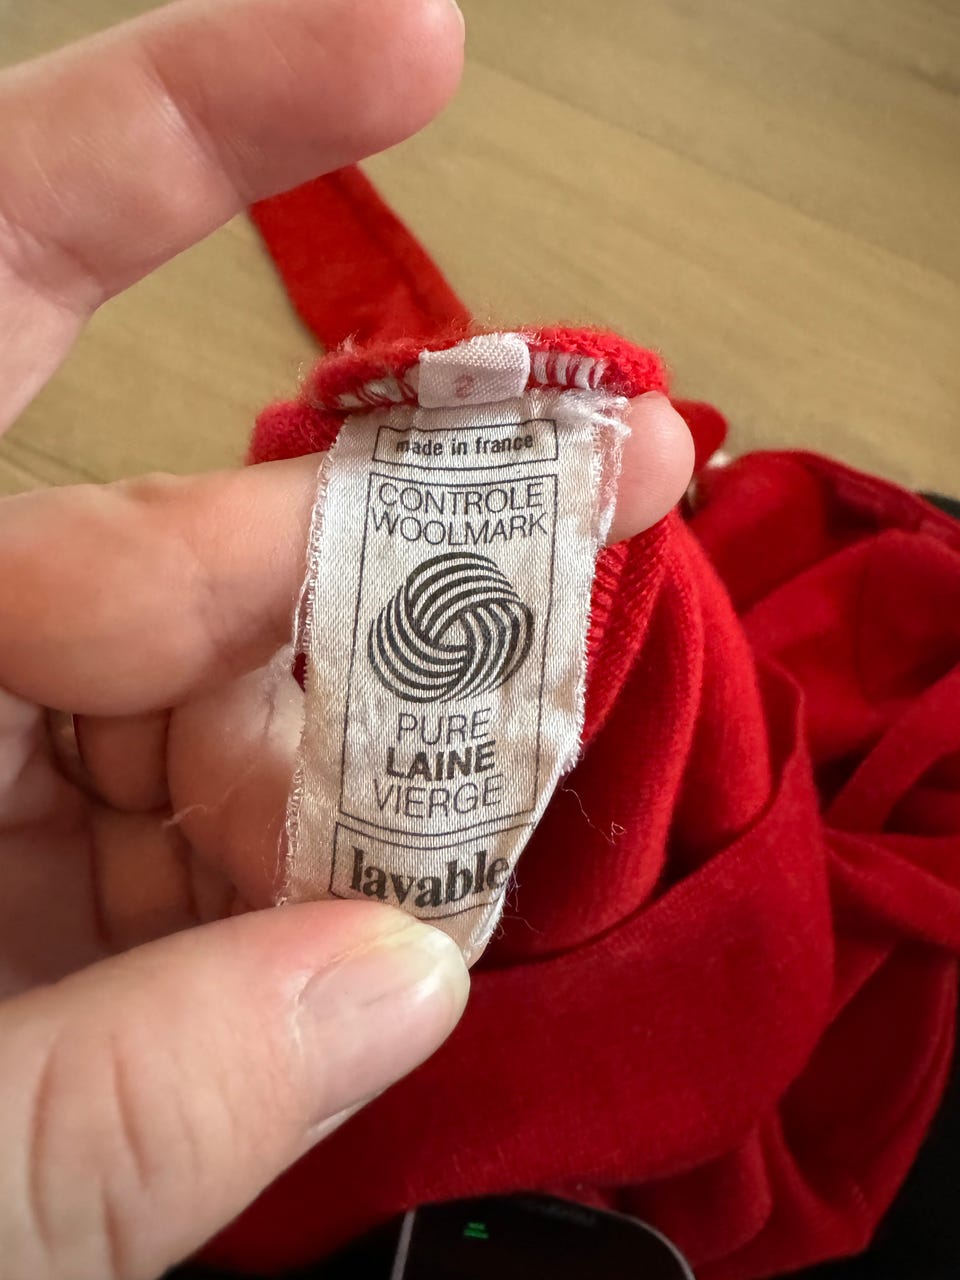 made in france
CONTROLE
WOOLMARK
PURE
LAINE
VIERGE
lavable